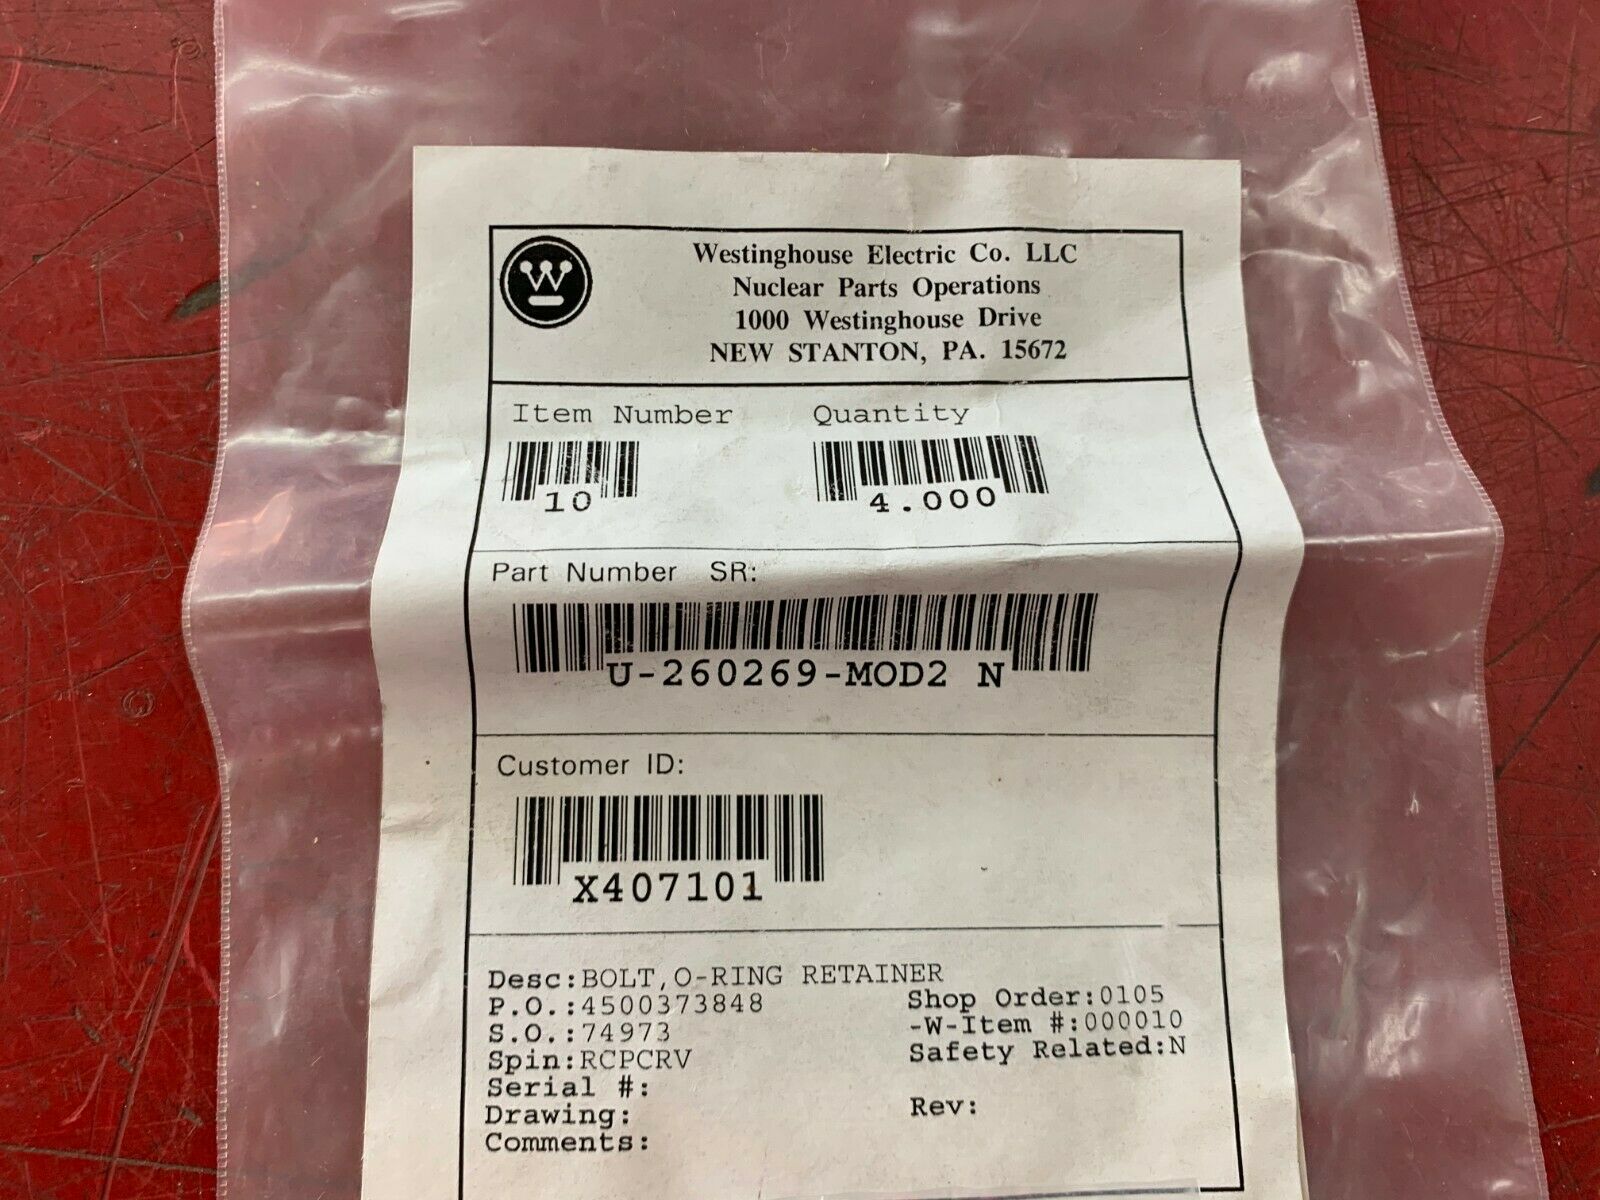 W
Westinghouse Electric Co. LLC
Nuclear Parts Operations
1000 Westinghouse Drive
NEW STANTON, PA. 15672
Item Number Quantity
10 4.000
Part Number SR:
U-260269-MOD2 N
Customer ID:
X407101
Desc:BOLT,O-RING RETAINER
P.O.:4500373848 Shop Order:0105
S.O.:74973 -W-Item #:000010
Spin:RCPCRV Safety Related:N
Serial #:
Drawing: Rev:
Comments: